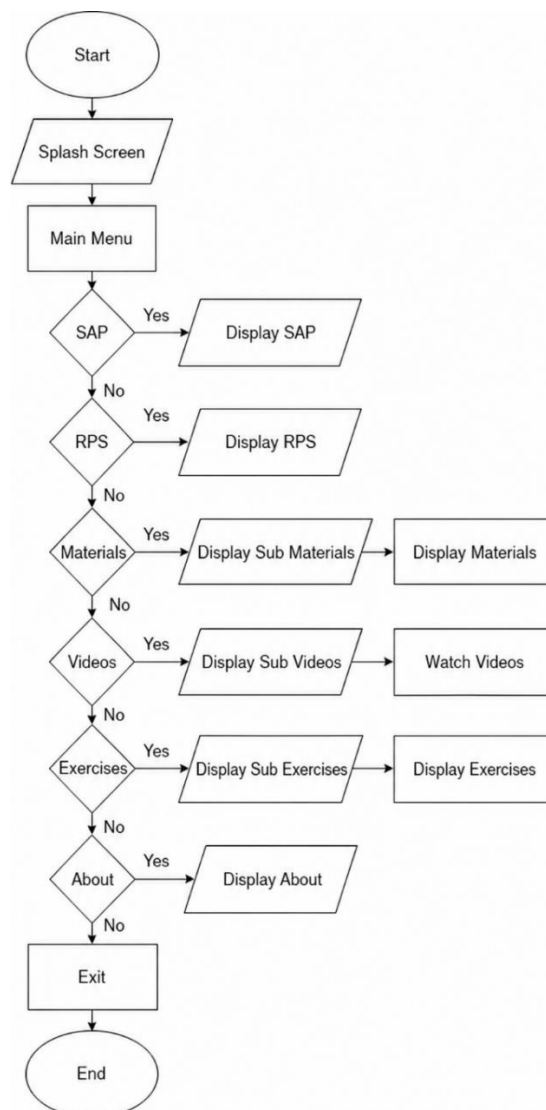 Start
Splash Screen
Main Menu
SAP
Yes
Display SAP
No
RPS
Yes
Display RPS
No
Materials
Yes
Display Sub Materials
Display Materials
No
Videos
Yes
Display Sub Videos
Watch Videos
No
Exercises
Yes
Display Sub Exercises
Display Exercises
No
About
Yes
Display About
No
Exit
End